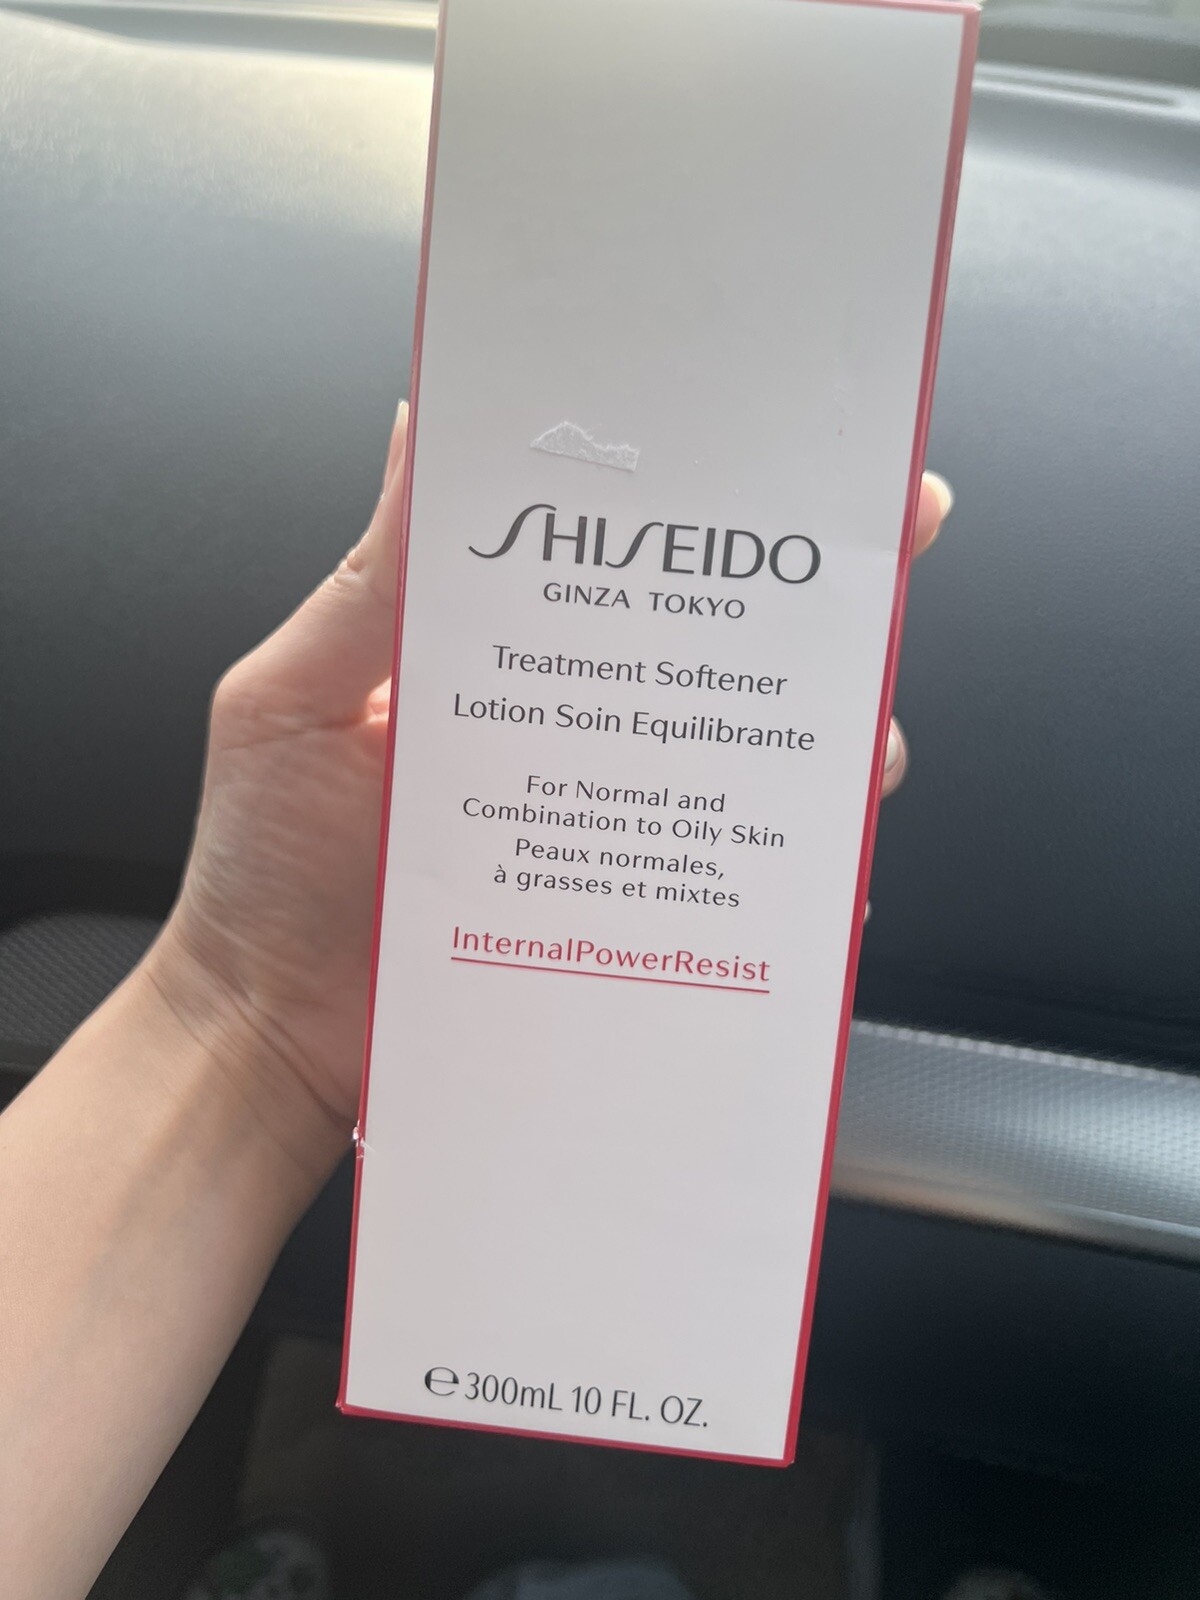 SHISEIDO
GINZA TOKYO
Treatment Softener
Lotion Soin Equilibrante
For Normal and
Combination to Oily Skin
Peaux normales,
à grasses et mixtes
InternalPowerResist
℮300mL 10 FL. OZ.